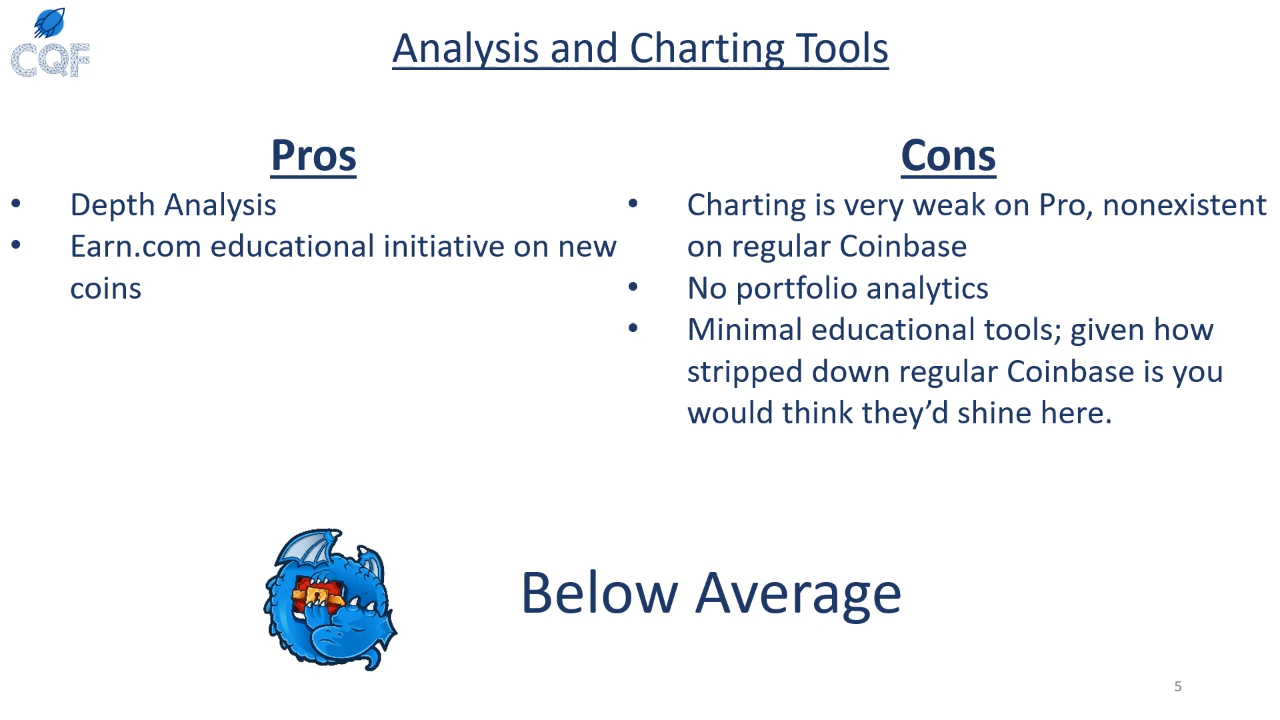 CQF
Analysis and Charting Tools
Pros
• Depth Analysis
• Earn.com educational initiative on new
coins
Cons
• Charting is very weak on Pro, nonexistent
on regular Coinbase
• No portfolio analytics
• Minimal educational tools; given how
stripped down regular Coinbase is you
would think they’d shine here.
Below Average
5